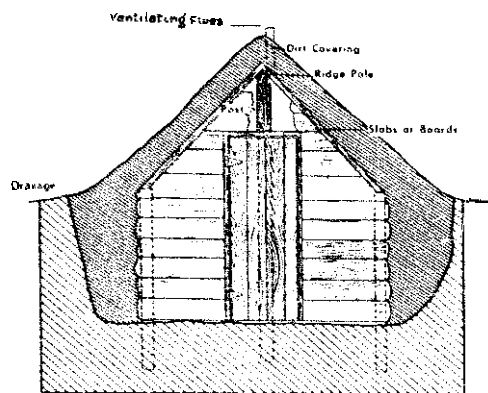 Ventilating Flues
Dirt Covering
Ridge Pole
Post
Slabs or Boards
Drainage